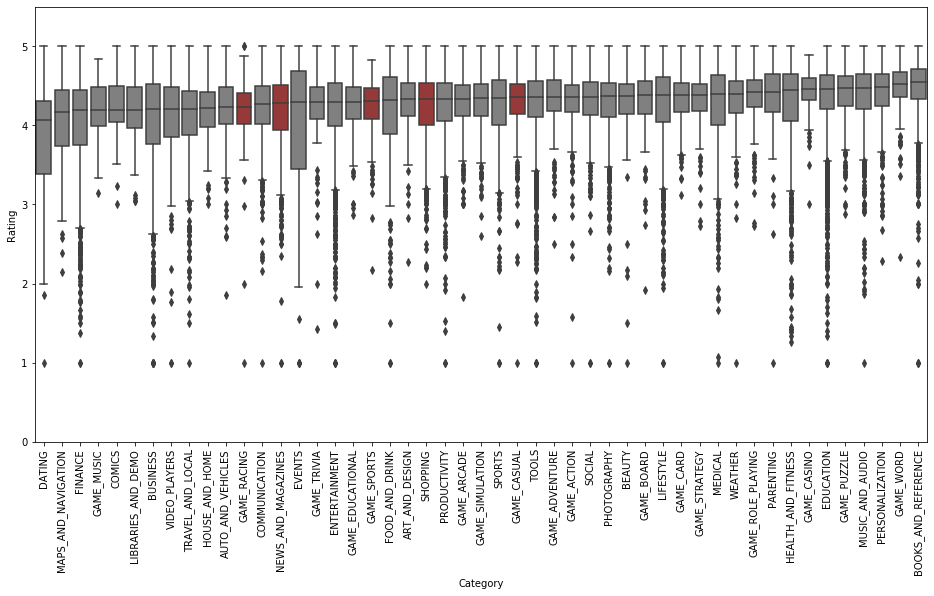 5
4
3
2
1
0
Rating
DATING
MAPS_AND_NAVIGATION
FINANCE
GAME_MUSIC
COMICS
LIBRARIES_AND_DEMO
BUSINESS
VIDEO_PLAYERS
TRAVEL_AND_LOCAL
HOUSE_AND_HOME
AUTO_AND_VEHICLES
GAME_RACING
COMMUNICATION
NEWS_AND_MAGAZINES
EVENTS
GAME_TRIVIA
ENTERTAINMENT
GAME_EDUCATIONAL
GAME_SPORTS
FOOD_AND_DRINK
ART_AND_DESIGN
SHOPPING
PRODUCTIVITY
GAME_ARCADE
GAME_SIMULATION
SPORTS
GAME_CASUAL
TOOLS
GAME_ADVENTURE
GAME_ACTION
SOCIAL
PHOTOGRAPHY
BEAUTY
GAME_BOARD
LIFESTYLE
GAME_CARD
GAME_STRATEGY
MEDICAL
WEATHER
GAME_ROLE_PLAYING
PARENTING
HEALTH_AND_FITNESS
GAME_CASINO
EDUCATION
GAME_PUZZLE
MUSIC_AND_AUDIO
PERSONALIZATION
GAME_WORD
BOOKS_AND_REFERENCE
Category